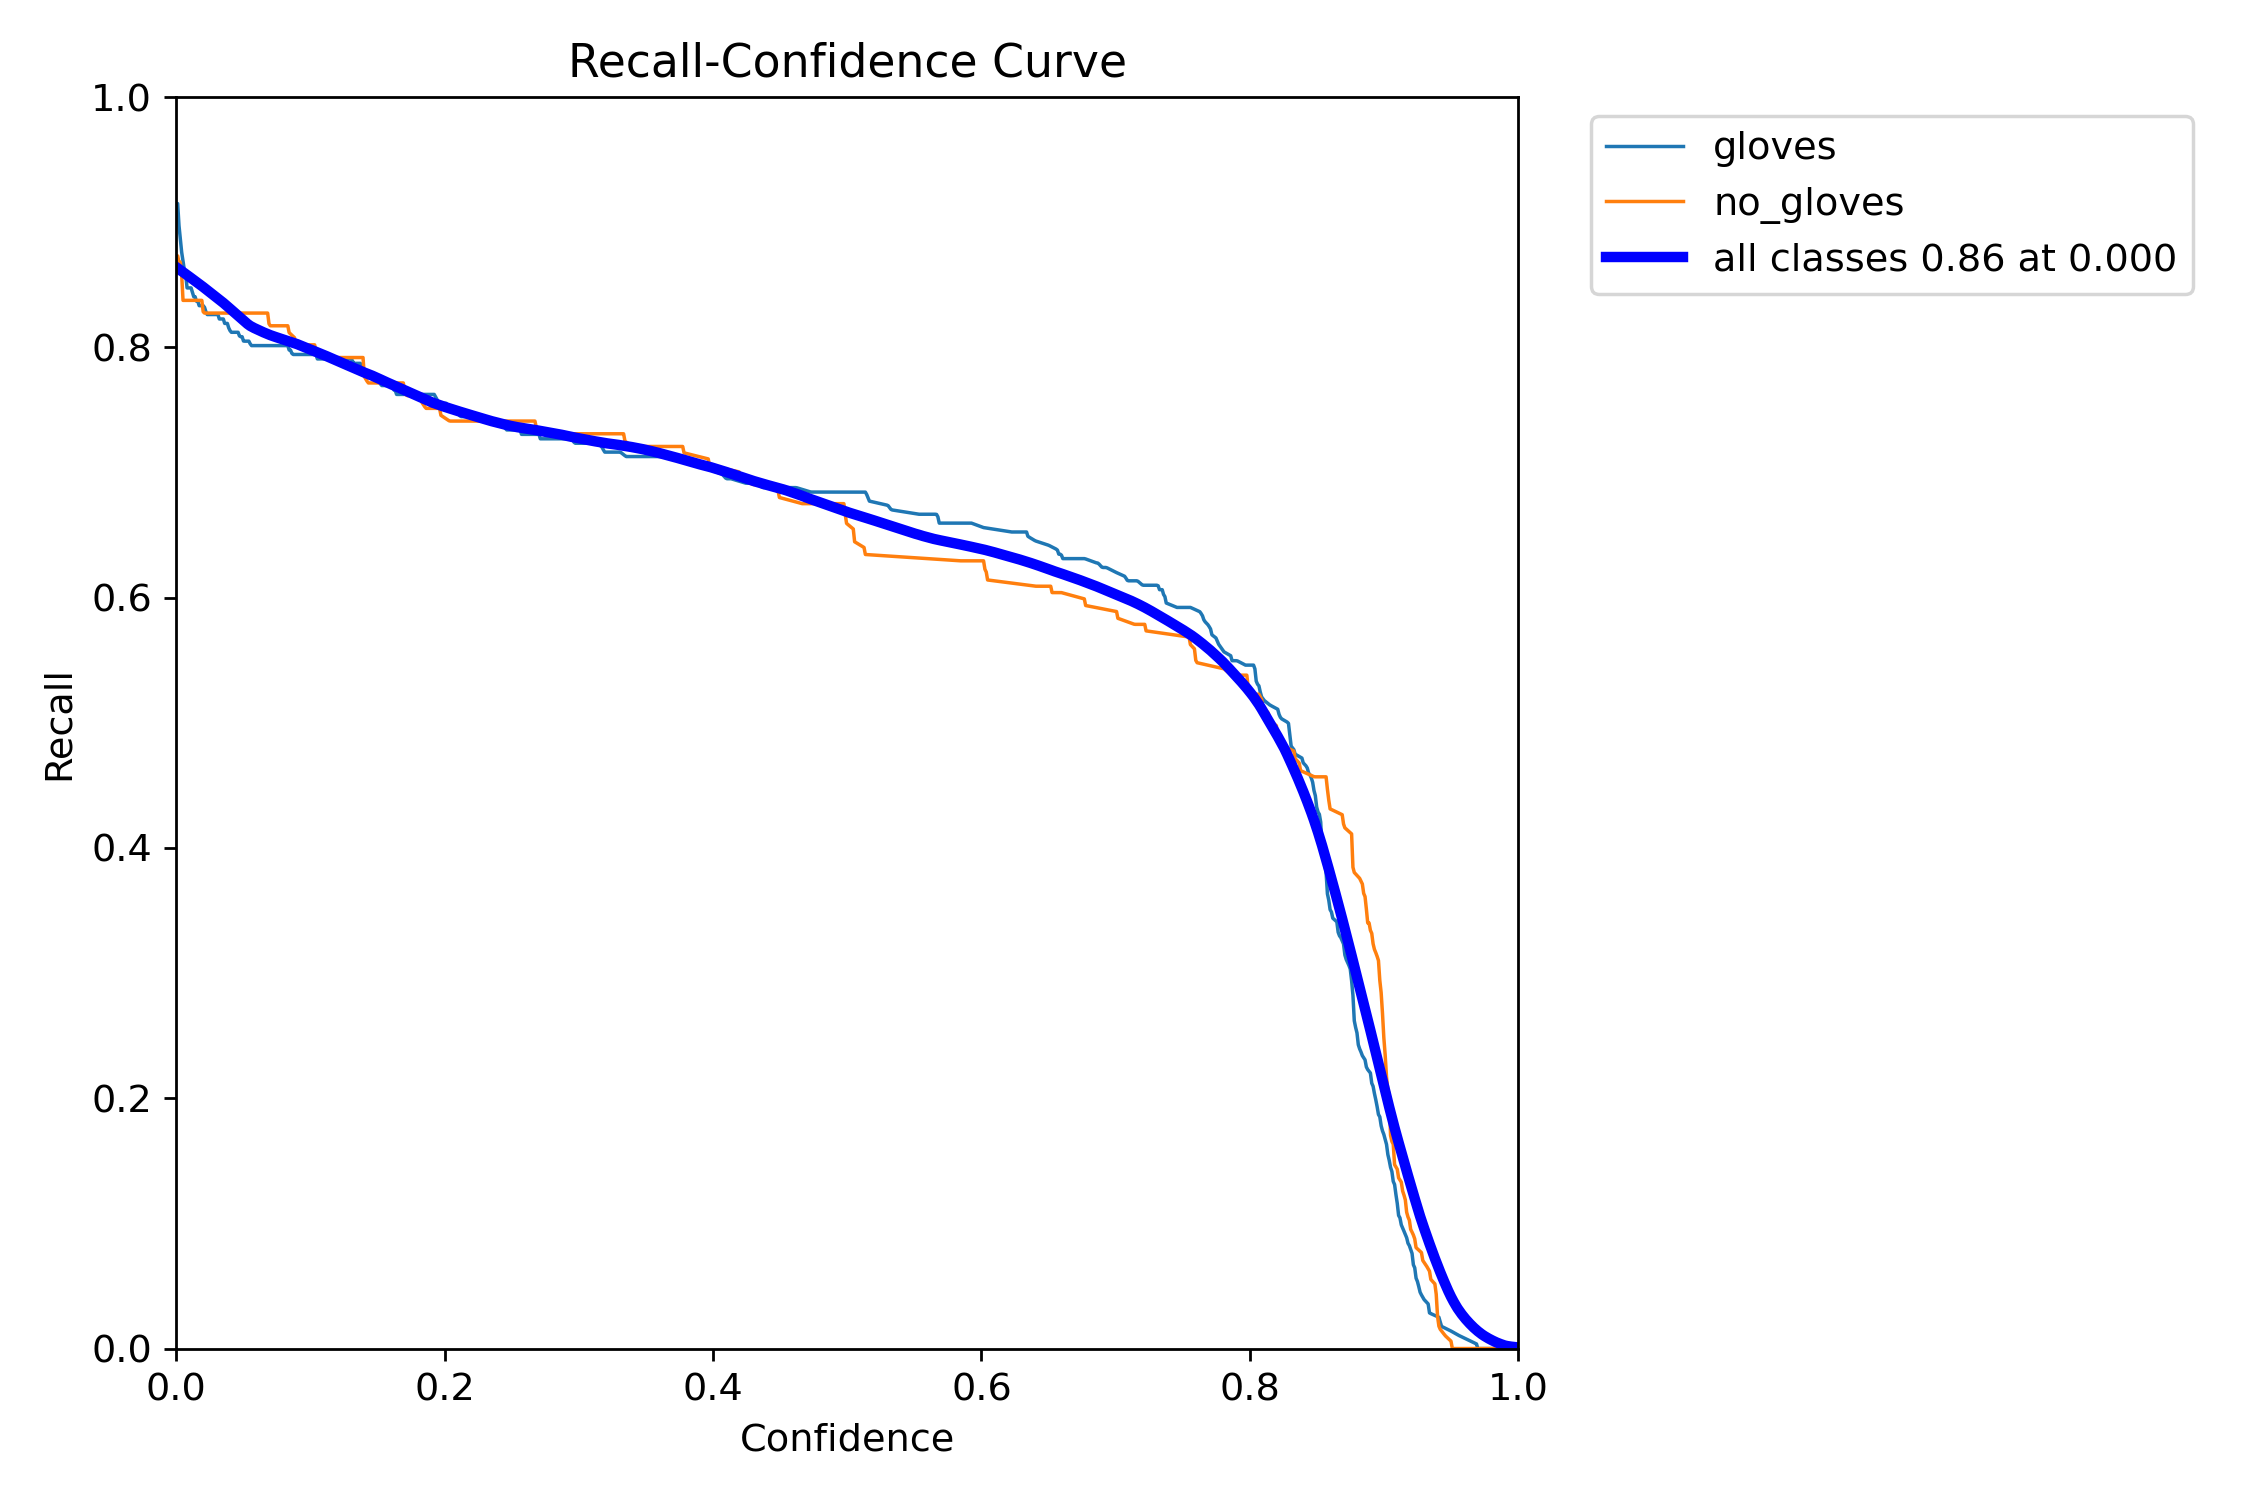 Recall-Confidence Curve
1.0
0.8
0.6
0.4
0.2
0.0
Recall
0.0 0.2 0.4 0.6 0.8 1.0
Confidence
gloves
no_gloves
all classes 0.86 at 0.000